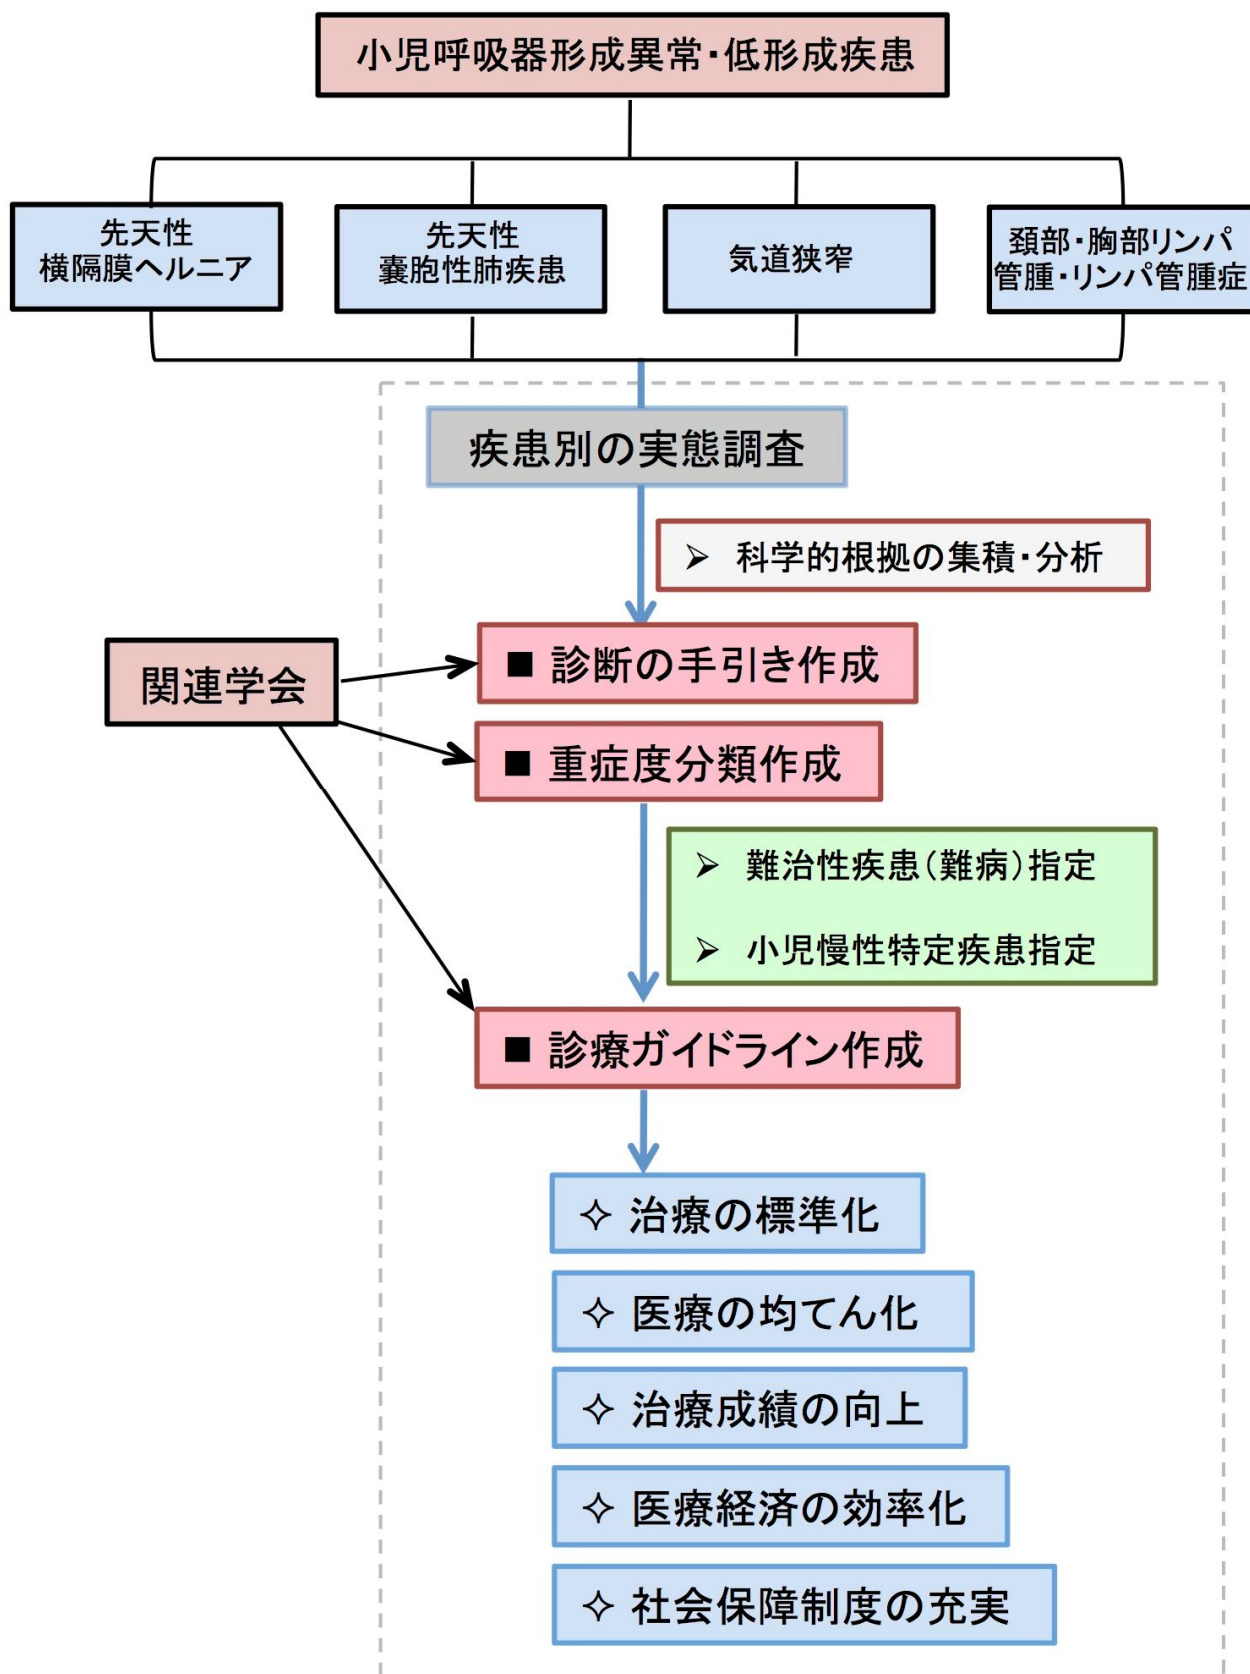 小児呼吸器形成異常・低形成疾患
先天性
横隔膜ヘルニア
先天性
嚢胞性肺疾患
気道狭窄
頚部・胸部リンパ
管腫・リンパ管腫症
疾患別の実態調査
➢ 科学的根拠の集積・分析
関連学会
■ 診断の手引き作成
■ 重症度分類作成
➢ 難治性疾患(難病)指定
➢ 小児慢性特定疾患指定
■ 診療ガイドライン作成
✧ 治療の標準化
✧ 医療の均てん化
✧ 治療成績の向上
✧ 医療経済の効率化
✧ 社会保障制度の充実